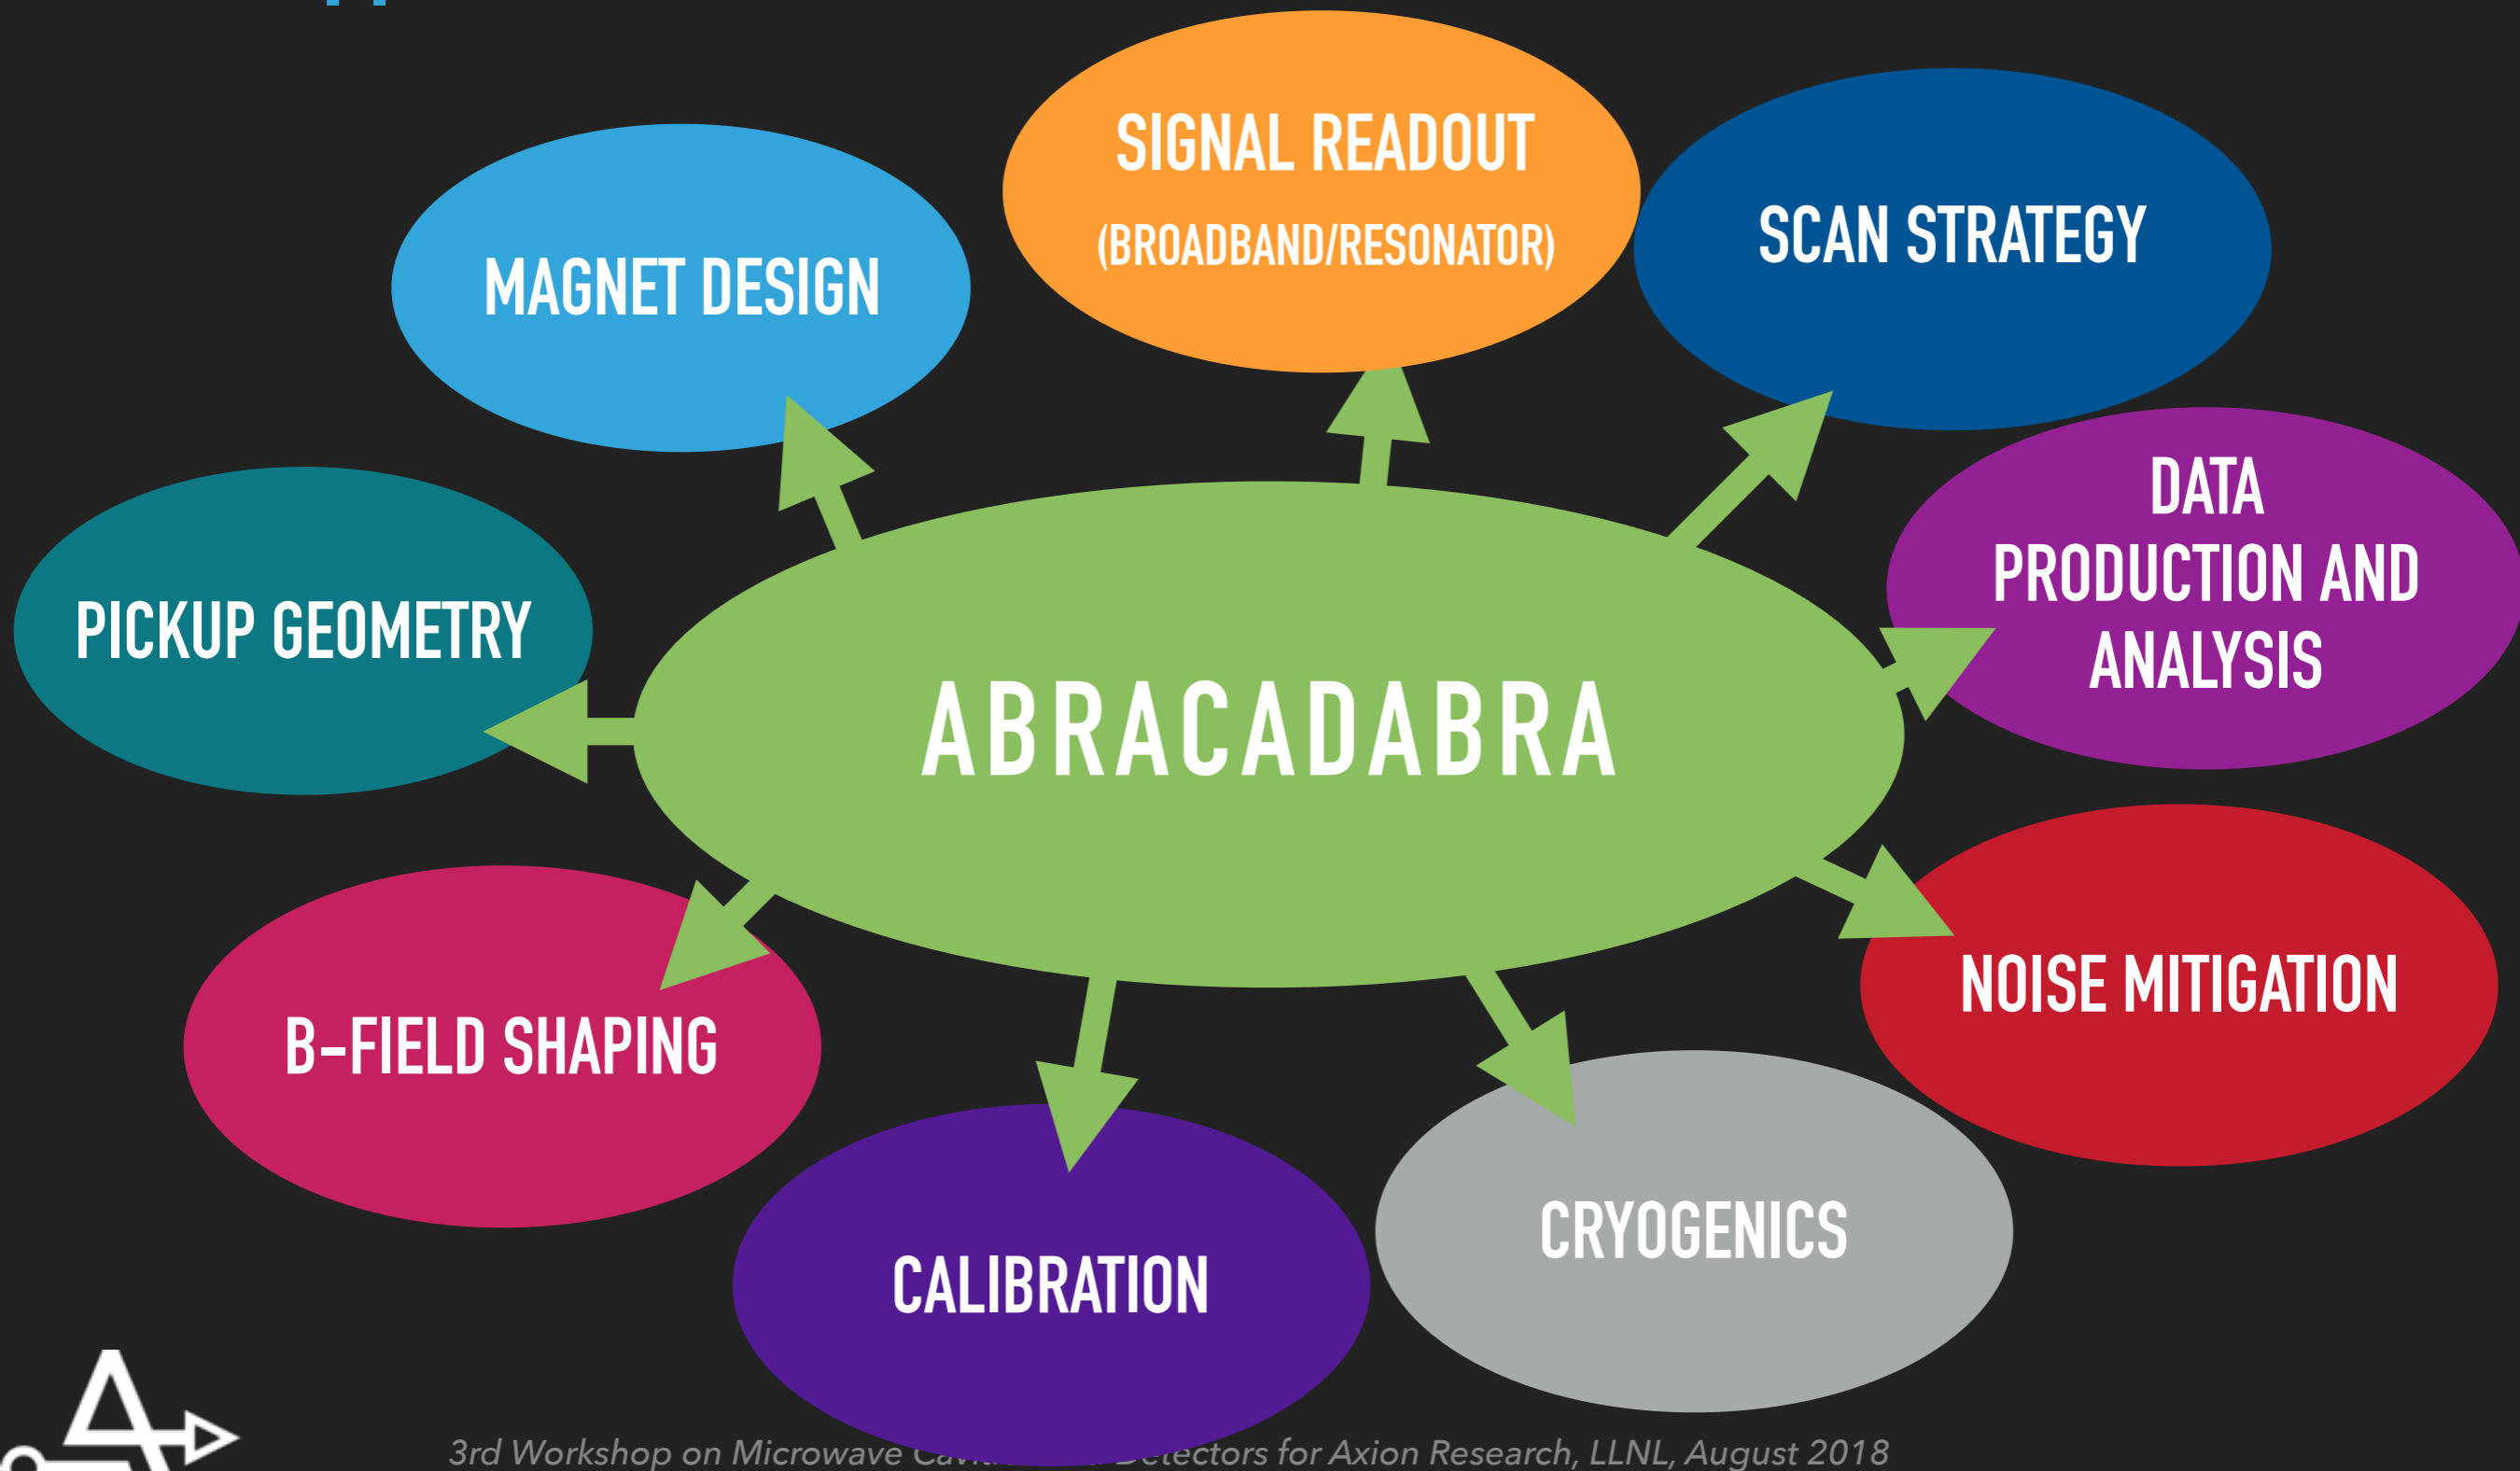 SIGNAL READOUT
(BROADBAND/RESONATOR)
SCAN STRATEGY
MAGNET DESIGN
DATA
PRODUCTION AND
ANALYSIS
PICKUP GEOMETRY
ABRACADABRA
NOISE MITIGATION
B-FIELD SHAPING
CRYOGENICS
CALIBRATION
3rd Workshop on Microwave Detectors for Axion Research, LLNL, August 2018